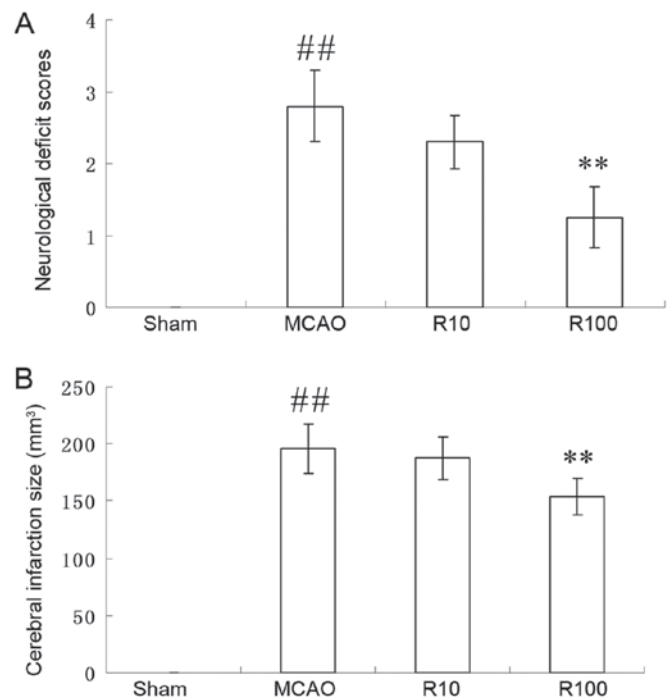 A
Neurological deficit scores
4
3
2
1
0
##
**
Sham MCAO R10 R100
B
Cerebral infarction size (mm³)
250
200
150
100
50
0
##
**
Sham MCAO R10 R100